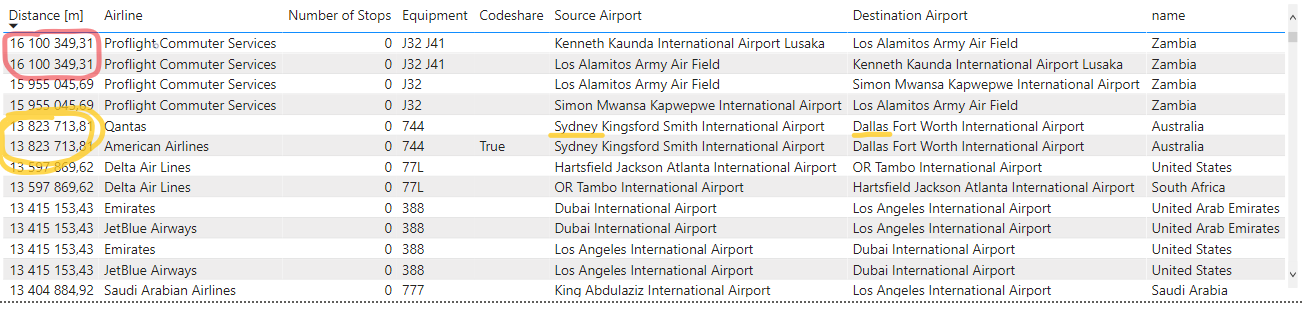 Distance [m] Airline Number of Stops Equipment Codeshare Source Airport Destination Airport name
16 100 349,31 Proflight Commuter Services 0 J32 J41 Kenneth Kaunda International Airport Lusaka Los Alamitos Army Air Field Zambia
16 100 349,31 Proflight Commuter Services 0 J32 J41 Los Alamitos Army Air Field Kenneth Kaunda International Airport Lusaka Zambia
15 955 045,69 Proflight Commuter Services 0 J32 Los Alamitos Army Air Field Simon Mwansa Kapwepwe International Airport Zambia
15 955 045,69 Proflight Commuter Services 0 J32 Simon Mwansa Kapwepwe International Airport Los Alamitos Army Air Field Zambia
13 823 713,81 Qantas 0 744 Sydney Kingsford Smith International Airport Dallas Fort Worth International Airport Australia
13 823 713,81 American Airlines 0 744 True Sydney Kingsford Smith International Airport Dallas Fort Worth International Airport Australia
13 597 869,62 Delta Air Lines 0 77L Hartsfield Jackson Atlanta International Airport OR Tambo International Airport United States
13 597 869,62 Delta Air Lines 0 77L OR Tambo International Airport Hartsfield Jackson Atlanta International Airport South Africa
13 415 153,43 Emirates 0 388 Dubai International Airport Los Angeles International Airport United Arab Emirates
13 415 153,43 JetBlue Airways 0 388 Dubai International Airport Los Angeles International Airport United Arab Emirates
13 415 153,43 Emirates 0 388 Los Angeles International Airport Dubai International Airport United States
13 415 153,43 JetBlue Airways 0 388 Los Angeles International Airport Dubai International Airport United States
13 404 884,92 Saudi Arabian Airlines 0 777 King Abdulaziz International Airport Los Angeles International Airport Saudi Arabia